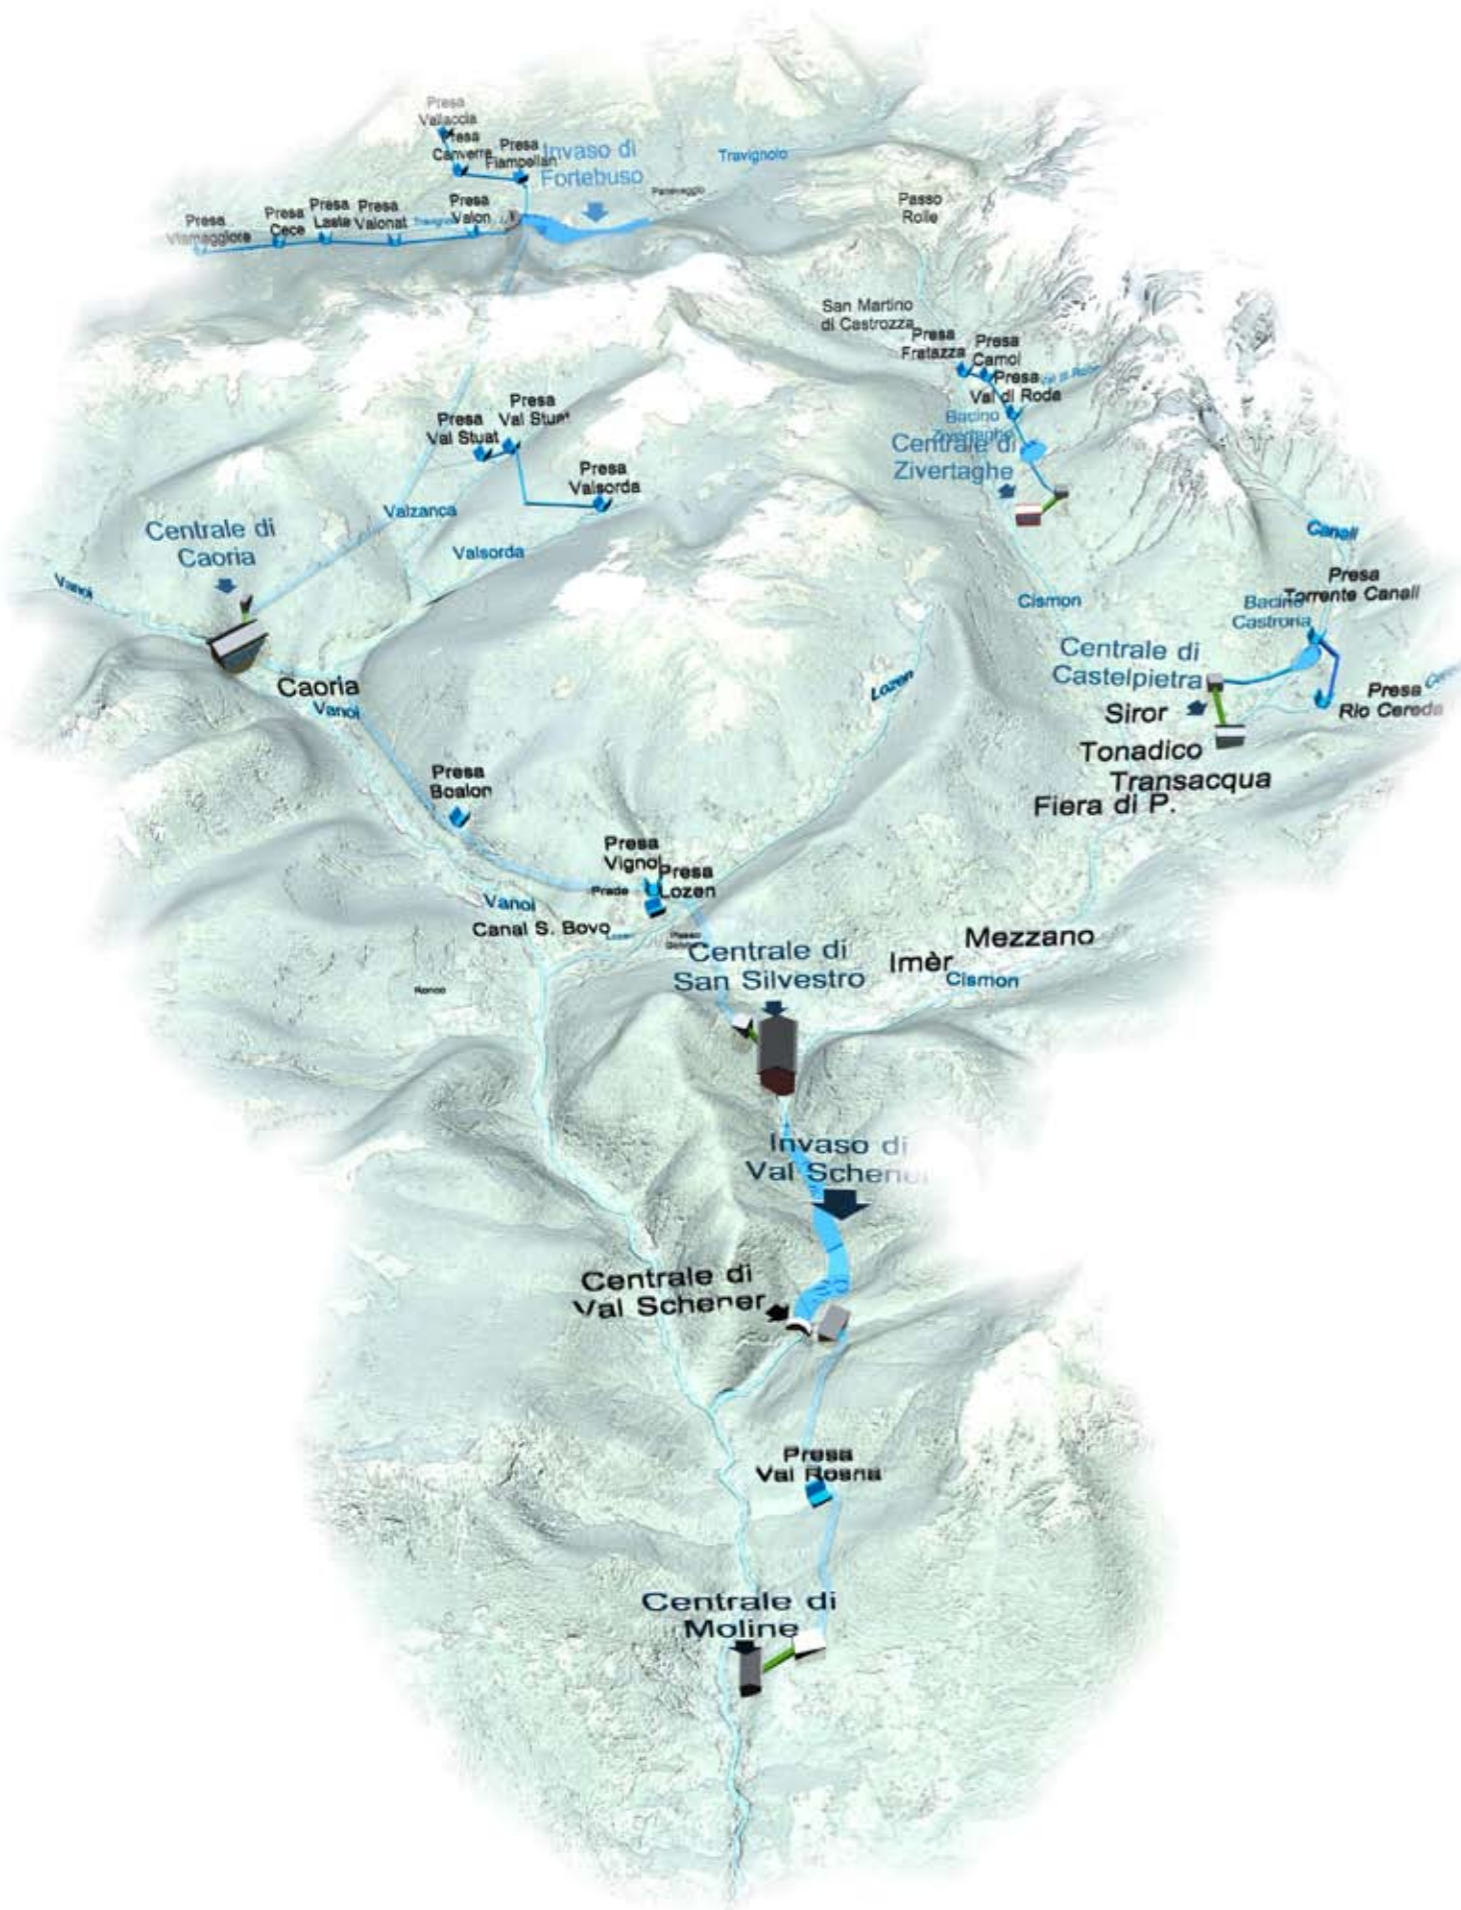 Presa
Vallaccia
Presa
Canverra
Presa
Fiampellan
Invaso di
Fortebuso
Travignolo
Paneveggio
Presa
Viamaggiore
Presa
Cece
Presa
Laste
Presa
Valonat
Presa
Valon
Passo
Rolle
San Martino
di Castrozza
Presa
Fratazza
Presa
Camoi
Presa
Val di Roda
Bacino
Zivertaghe
Centrale di
Zivertaghe
Presa
Val Stuat
Presa
Val Stuat
Presa
Valsorda
Valzanca
Valsorda
Centrale di
Caoria
Vanoi
Caoria
Vanoi
Cismon
Canali
Presa
Torrente Canali
Bacino
Castrona
Centrale di
Castelpietra
Presa
Rio Cereda
Siror
Tonadico
Transacqua
Fiera di P.
Lozen
Presa
Boalon
Presa
Vignol
Presa
Lozen
Prade
Vanoi
Canal S. Bovo
Lozen
Ronco
Centrale di
San Silvestro
Mezzano
Imèr
Cismon
Invaso di
Val Schener
Centrale di
Val Schener
Presa
Val Rosna
Centrale di
Moline